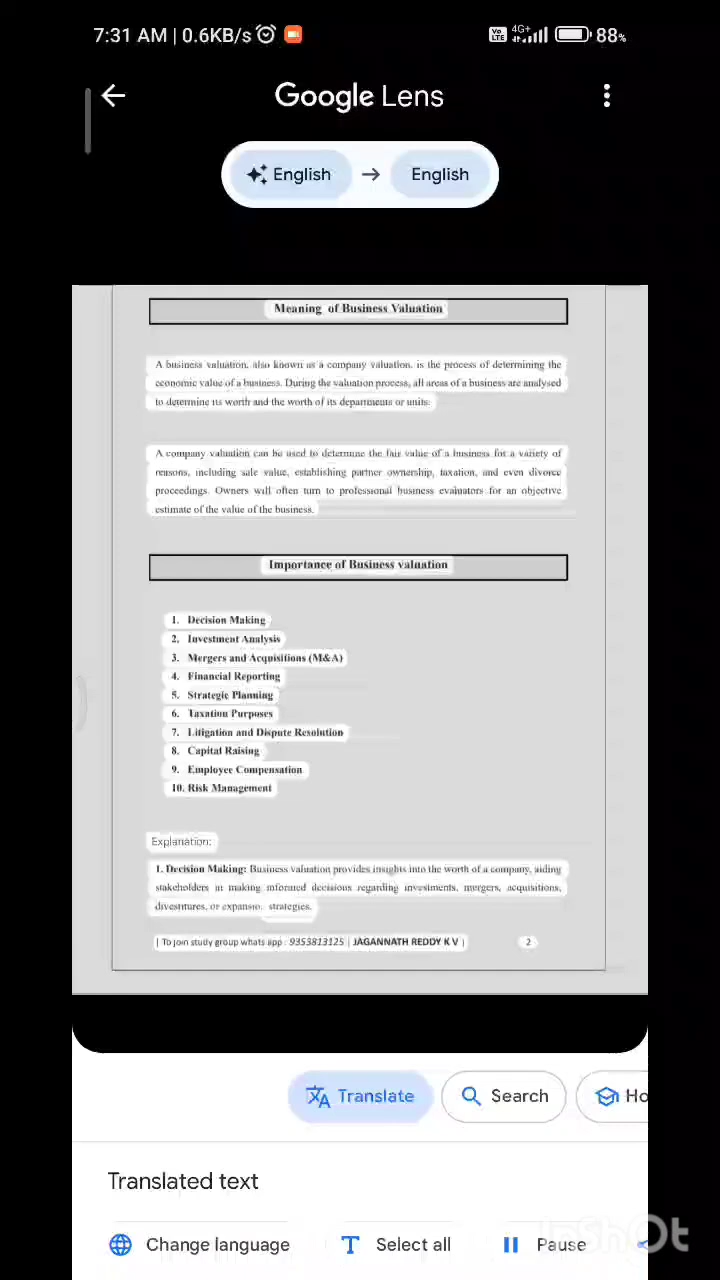 7:31 AM | 0.6KB/s
Vo LTE 4G+ 88%
Google Lens
English → English
Meaning of Business Valuation
A business valuation, also known as a company valuation, is the process of determining the
economic value of a business. During the valuation process, all areas of a business are analysed
to determine its worth and the worth of its departments or units.
A company valuation can be used to determine the fair value of a business for a variety of
reasons, including sale value, establishing partner ownership, taxation, and even divorce
proceedings. Owners will often turn to professional business evaluators for an objective
estimate of the value of the business.
Importance of Business valuation
1. Decision Making
2. Investment Analysis
3. Mergers and Acquisitions (M&A)
4. Financial Reporting
5. Strategic Planning
6. Taxation Purposes
7. Litigation and Dispute Resolution
8. Capital Raising
9. Employee Compensation
10. Risk Management
Explanation:
1. Decision Making: Business valuation provides insights into the worth of a company, aiding
stakeholders in making informed decisions regarding investments, mergers, acquisitions,
divestitures, or expansio. strategies.
[ To join study group whats app : 9353813125 | JAGANNATH REDDY K V ] 2
Translate Search Ho
Translated text
Change language Select all Pause
InShOt